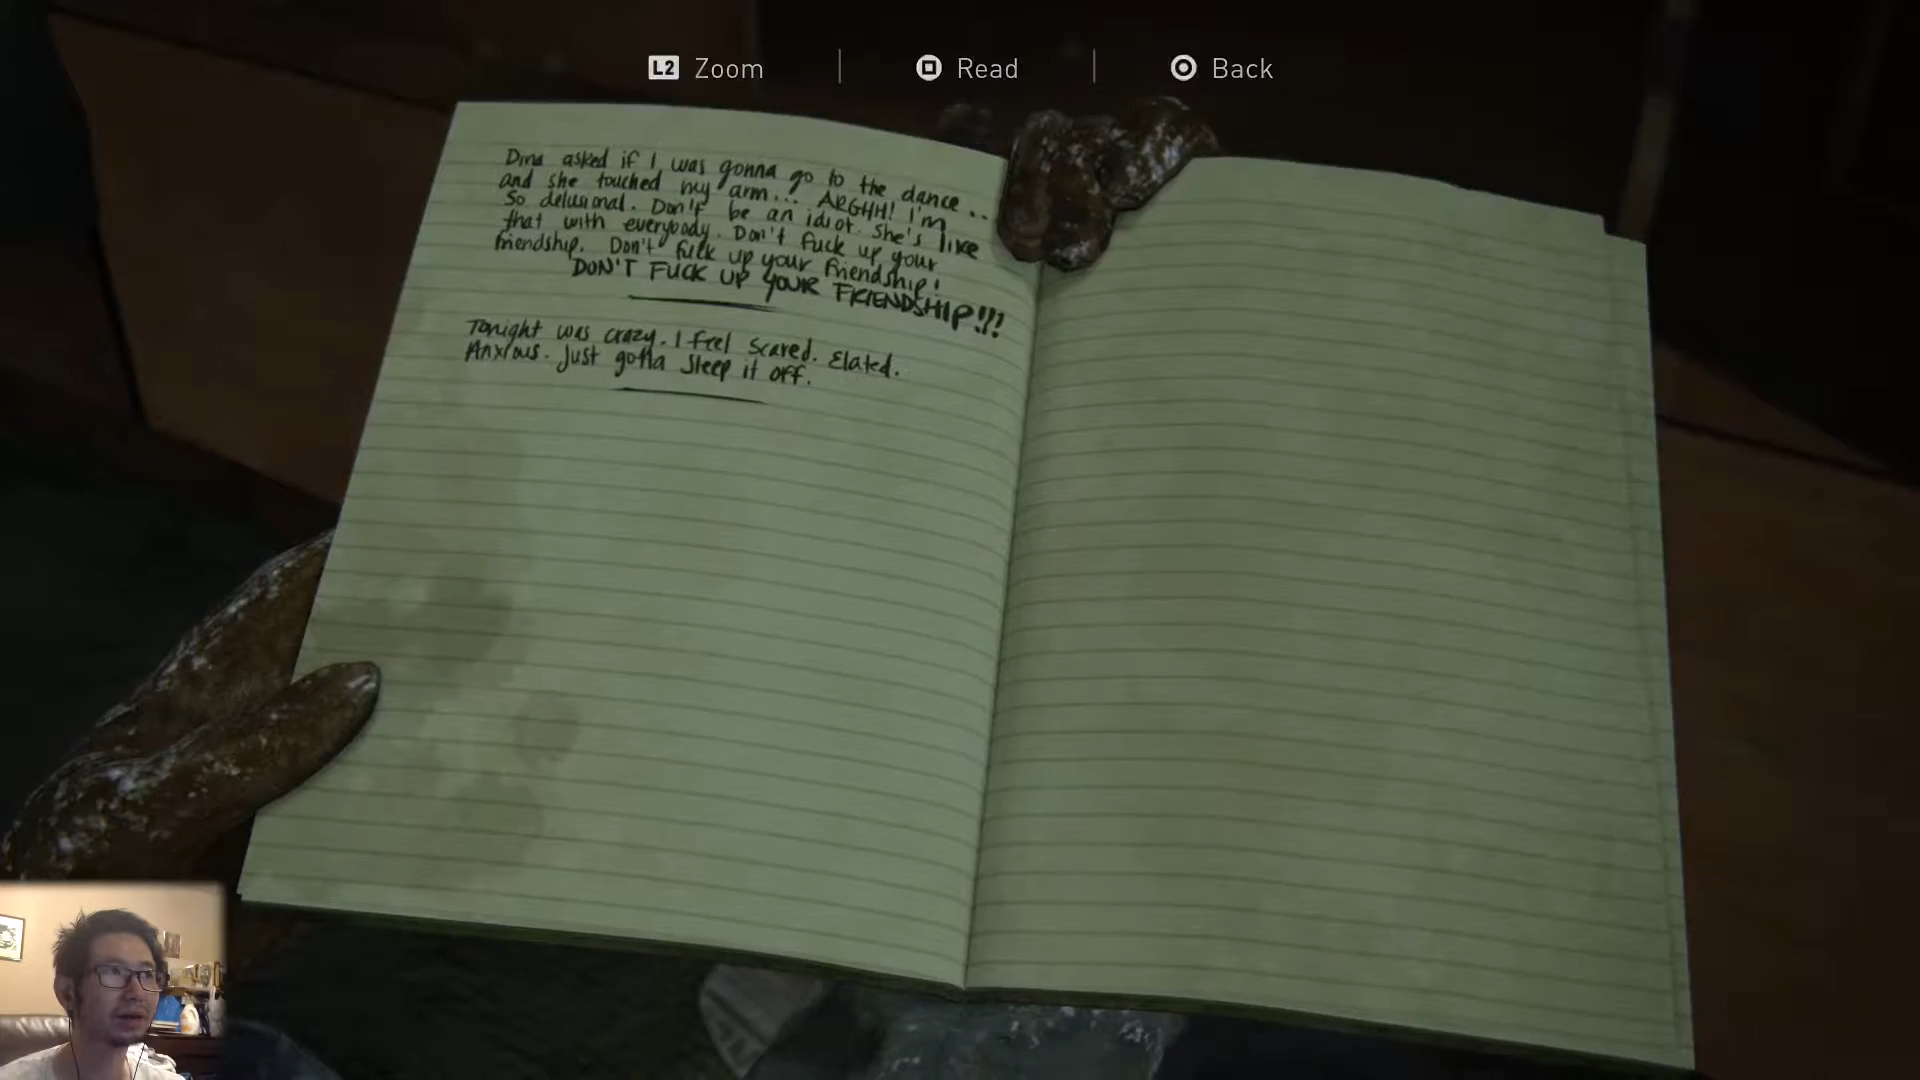 L2 Zoom | Read | Back
Dina asked if I was gonna go to the dance...
and she touched my arm... ARGHH! I'm
so delusional. Don't be an idiot. She's like
that with everybody. Don't fuck up your
friendship. Don't fuck up your friendship!
DON'T FUCK UP YOUR FRIENDSHIP!!!
Tonight was crazy. I feel scared. Elated.
Anxious. Just gotta sleep it off.